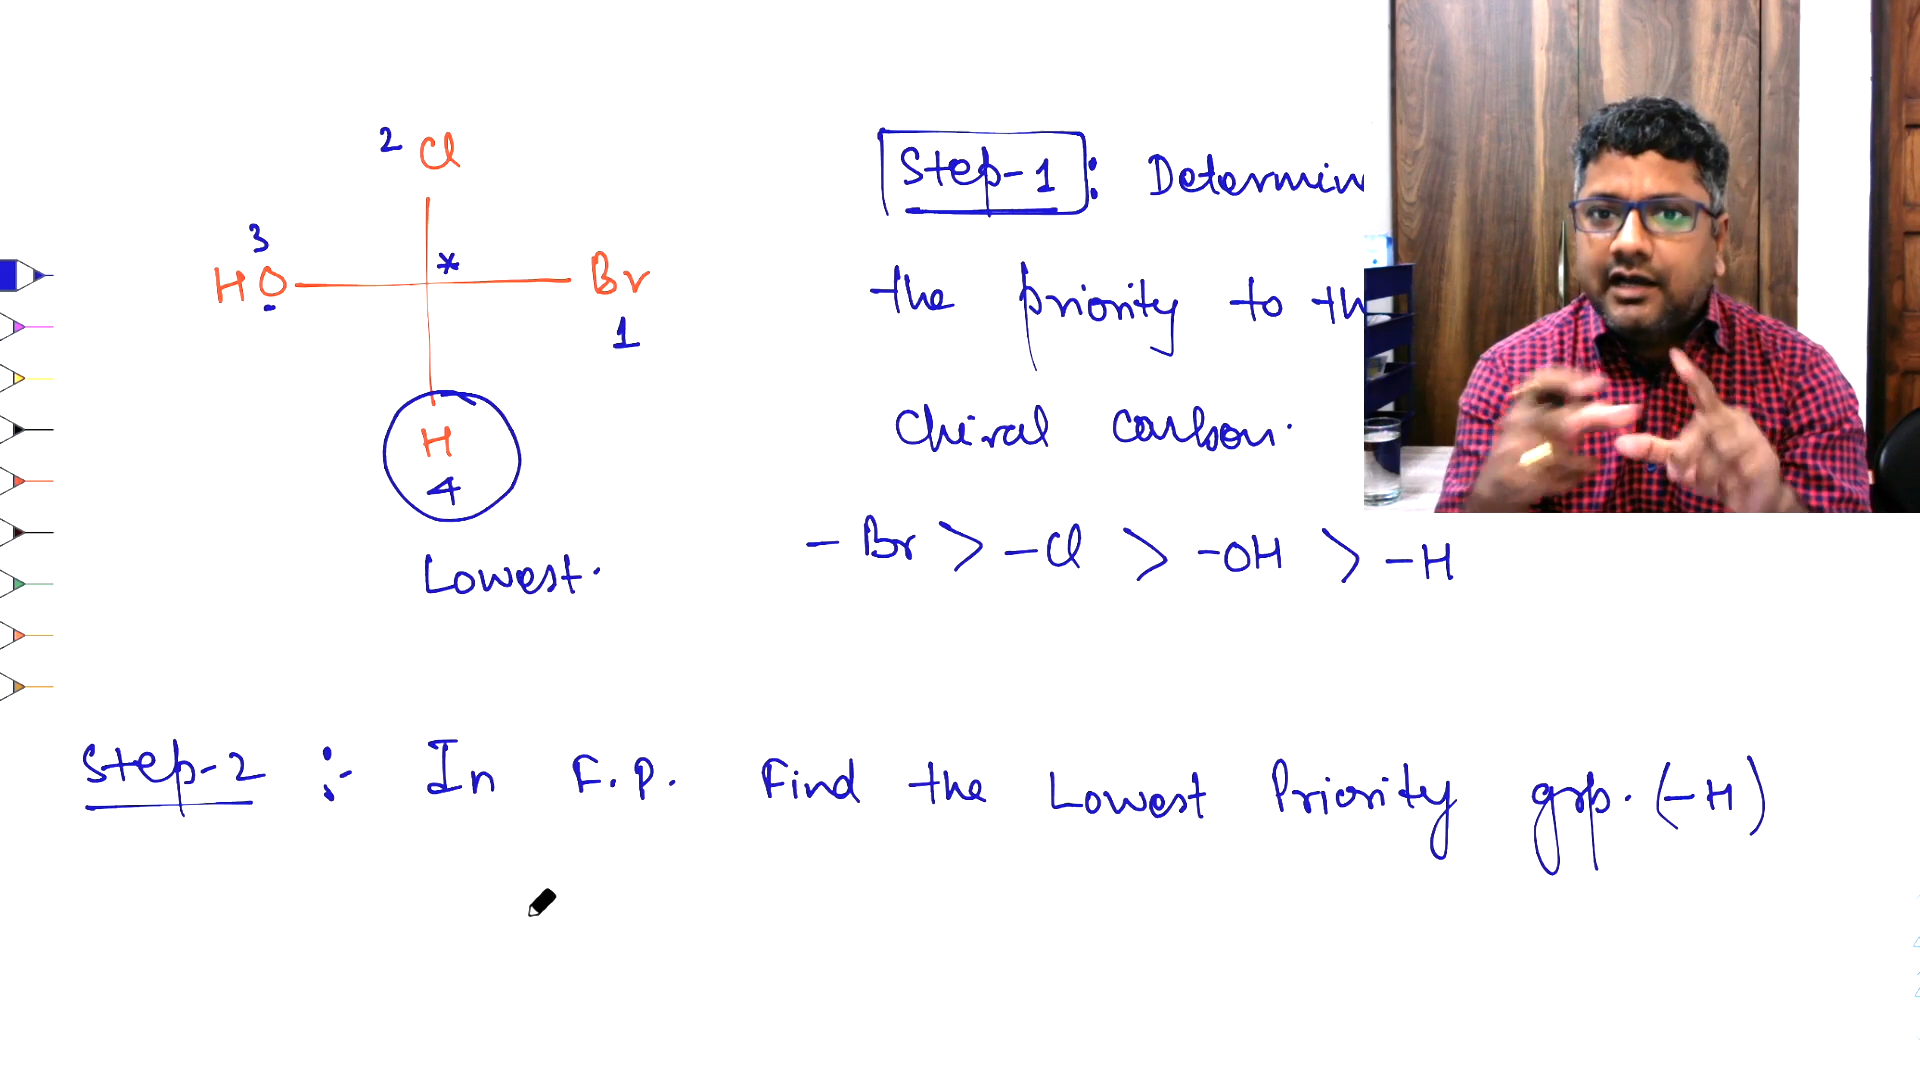 2 Cl
3
HO * Br
1
H
4
Lowest.
Step-1 : Determin
the priority to th
Chiral carbon.
- Br > -Cl > -OH > -H
Step-2 :- In F.P. Find the Lowest Priority grp. (-H)